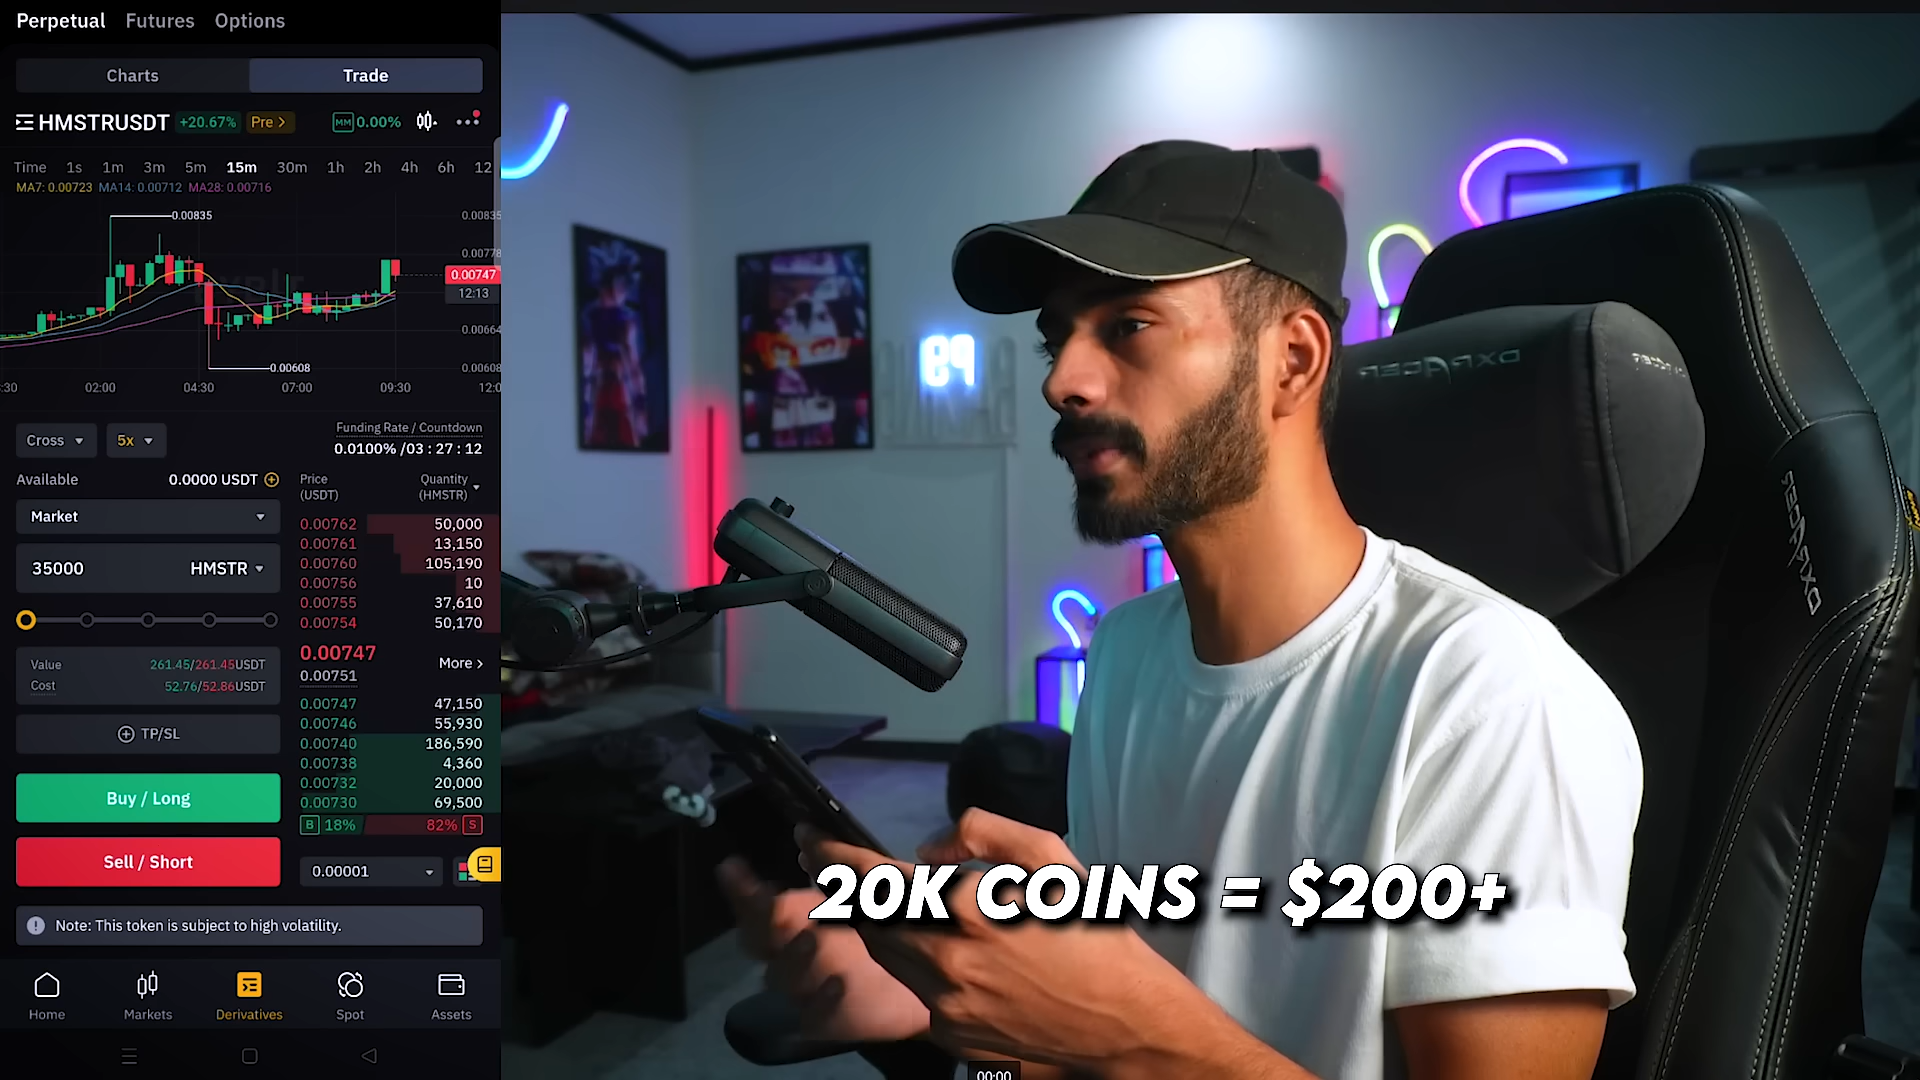 Perpetual Futures Options
Charts Trade
HMSTRUSDT +20.67% Pre > MM 0.00%
Time 1s 1m 3m 5m 15m 30m 1h 2h 4h 6h 12
MA7: 0.00723 MA14: 0.00712 MA28: 0.00716
0.00835 0.00835
0.00778
0.00747
12:13
0.00664
0.00608 0.00608
:30 02:00 04:30 07:00 09:30 12:0
Cross 5x
Funding Rate / Countdown
0.0100% /03 : 27 : 12
Available 0.0000 USDT
Market
35000 HMSTR
Value 261.45/261.45USDT
Cost 52.76/52.86USDT
TP/SL
Buy / Long
Sell / Short
Price Quantity
(USDT) (HMSTR)
0.00762 50,000
0.00761 13,150
0.00760 105,190
0.00756 10
0.00755 37,610
0.00754 50,170
0.00747
0.00751
More >
0.00747 47,150
0.00746 55,930
0.00740 186,590
0.00738 4,360
0.00732 20,000
0.00730 69,500
B 18% 82% S
0.00001
Note: This token is subject to high volatility.
Home Markets Derivatives Spot Assets
DXRACER
DXRACER
20K COINS = $200+
00:00